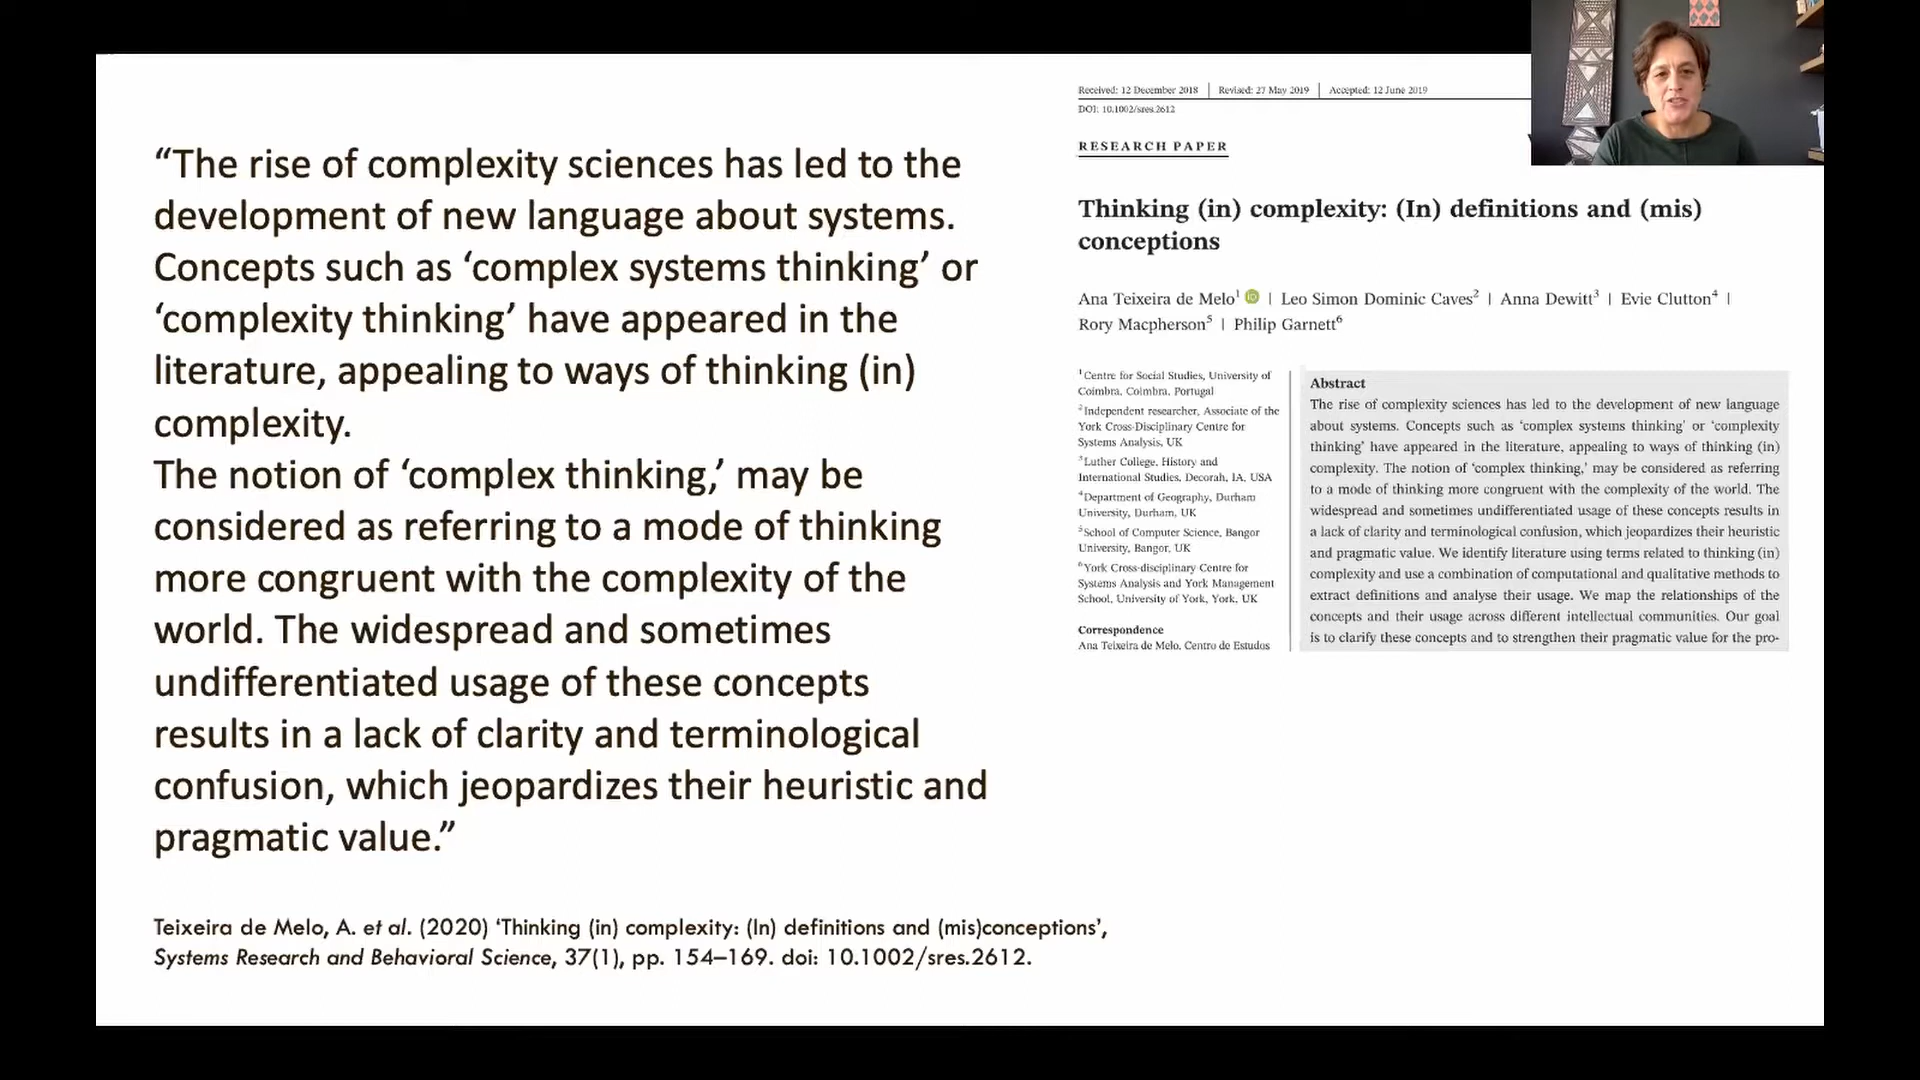 “The rise of complexity sciences has led to the
development of new language about systems.
Concepts such as ‘complex systems thinking’ or
‘complexity thinking’ have appeared in the
literature, appealing to ways of thinking (in)
complexity.
The notion of ‘complex thinking,’ may be
considered as referring to a mode of thinking
more congruent with the complexity of the
world. The widespread and sometimes
undifferentiated usage of these concepts
results in a lack of clarity and terminological
confusion, which jeopardizes their heuristic and
pragmatic value.”
Teixeira de Melo, A. et al. (2020) ‘Thinking (in) complexity: (In) definitions and (mis)conceptions’,
Systems Research and Behavioral Science, 37(1), pp. 154–169. doi: 10.1002/sres.2612.
Received: 12 December 2018 | Revised: 27 May 2019 | Accepted: 12 June 2019
DOI: 10.1002/sres.2612
RESEARCH PAPER
Thinking (in) complexity: (In) definitions and (mis)
conceptions
Ana Teixeira de Melo1 | Leo Simon Dominic Caves2 | Anna Dewitt3 | Evie Clutton4 |
Rory Macpherson5 | Philip Garnett6
1Centre for Social Studies, University of
Coimbra, Coimbra, Portugal
2Independent researcher, Associate of the
York Cross-Disciplinary Centre for
Systems Analysis, UK
3Luther College, History and
International Studies, Decorah, IA, USA
4Department of Geography, Durham
University, Durham, UK
5School of Computer Science, Bangor
University, Bangor, UK
6York Cross-disciplinary Centre for
Systems Analysis and York Management
School, University of York, York, UK
Correspondence
Ana Teixeira de Melo, Centro de Estudos
Abstract
The rise of complexity sciences has led to the development of new language
about systems. Concepts such as ‘complex systems thinking’ or ‘complexity
thinking’ have appeared in the literature, appealing to ways of thinking (in)
complexity. The notion of ‘complex thinking,’ may be considered as referring
to a mode of thinking more congruent with the complexity of the world. The
widespread and sometimes undifferentiated usage of these concepts results in
a lack of clarity and terminological confusion, which jeopardizes their heuristic
and pragmatic value. We identify literature using terms related to thinking (in)
complexity and use a combination of computational and qualitative methods to
extract definitions and analyse their usage. We map the relationships of the
concepts and their usage across different intellectual communities. Our goal
is to clarify these concepts and to strengthen their pragmatic value for the pro-